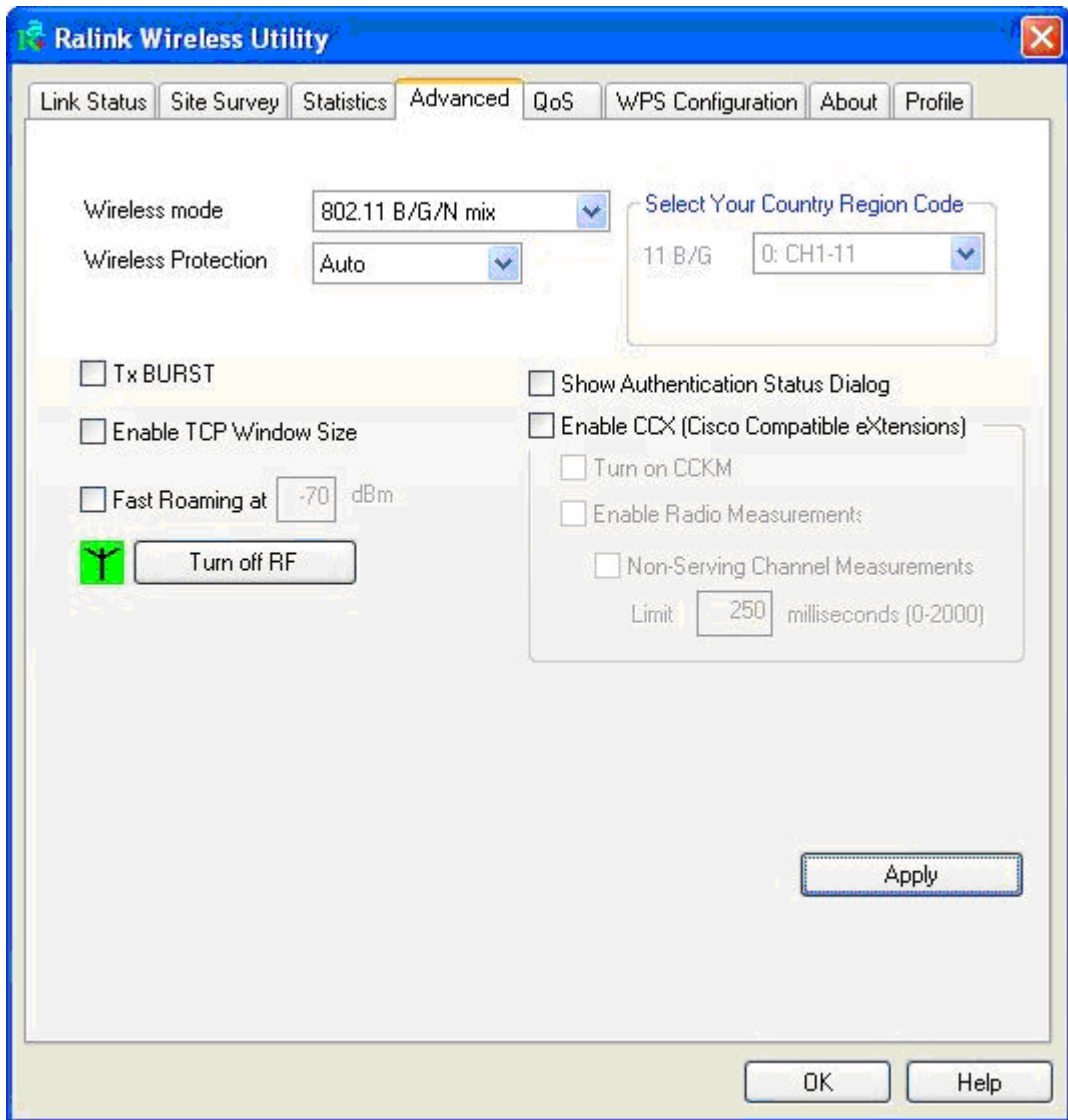 Ralink Wireless Utility
Link Status Site Survey Statistics Advanced QoS WPS Configuration About Profile
Wireless mode 802.11 B/G/N mix
Wireless Protection Auto
Select Your Country Region Code
11 B/G 0: CH1-11
Tx BURST
Enable TCP Window Size
Fast Roaming at -70 dBm
Turn off RF
Show Authentication Status Dialog
Enable CCX (Cisco Compatible eXtensions)
Turn on CCKM
Enable Radio Measurements
Non-Serving Channel Measurements
Limit 250 milliseconds (0-2000)
Apply
OK Help